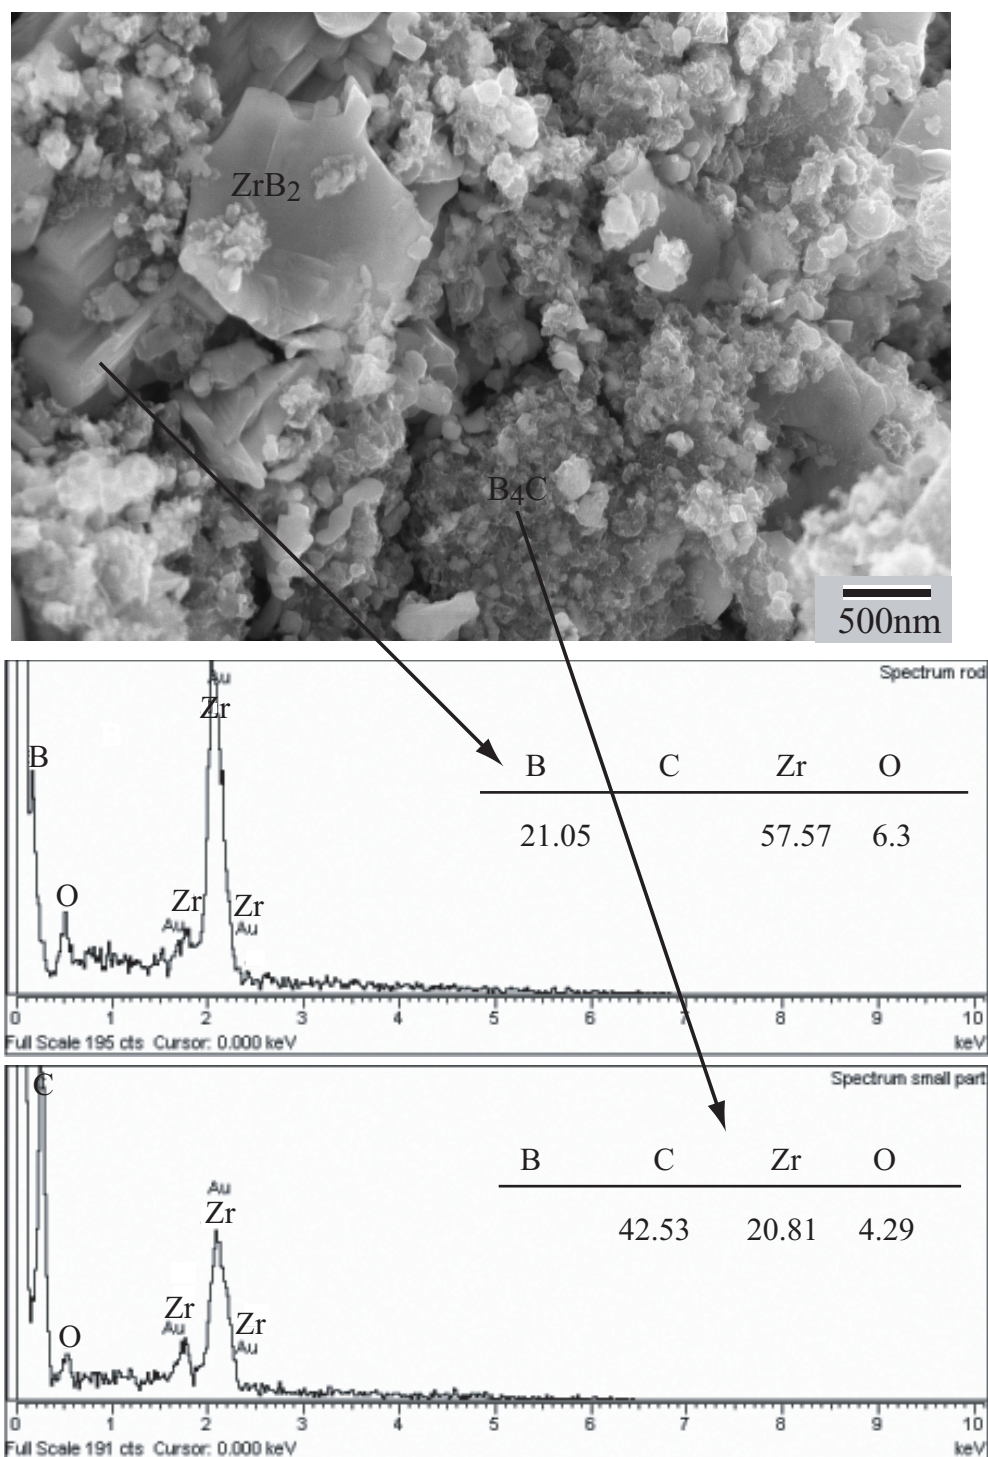 ZrB2
B4C
500nm
Spectrum rod
Au
Zr
B
B C Zr O
21.05 57.57 6.3
O
Zr
Zr
Au
Au
0 1 2 3 4 5 6 7 8 9 10
Full Scale 195 cts Cursor: 0.000 keV
keV
Spectrum small part
C
B C Zr O
Au
Zr
42.53 20.81 4.29
Zr
Au
Zr
Au
O
0 1 2 3 4 5 6 7 8 9 10
Full Scale 191 cts Cursor: 0.000 keV
keV